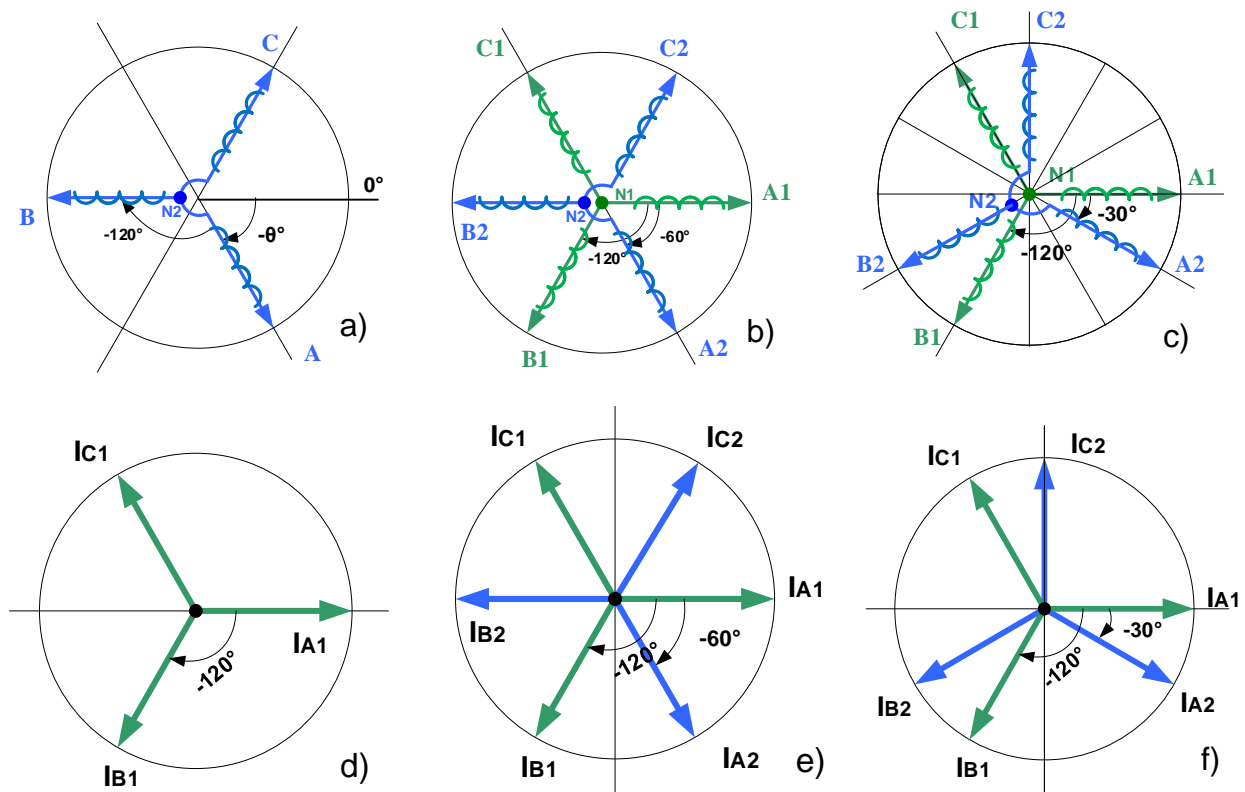 C
0°
B
N2
-120°
-θ°
A
a)
C1
C2
N1
A1
B2
N2
-120°
-60°
B1
A2
b)
C1
C2
N1
A1
N2
-30°
-120°
B2
A2
B1
c)
IC1
IA1
-120°
IB1
d)
IC1
IC2
IA1
IB2
-120°
-60°
IB1
IA2
e)
IC1
IC2
IA1
-30°
-120°
IB2
IA2
IB1
f)